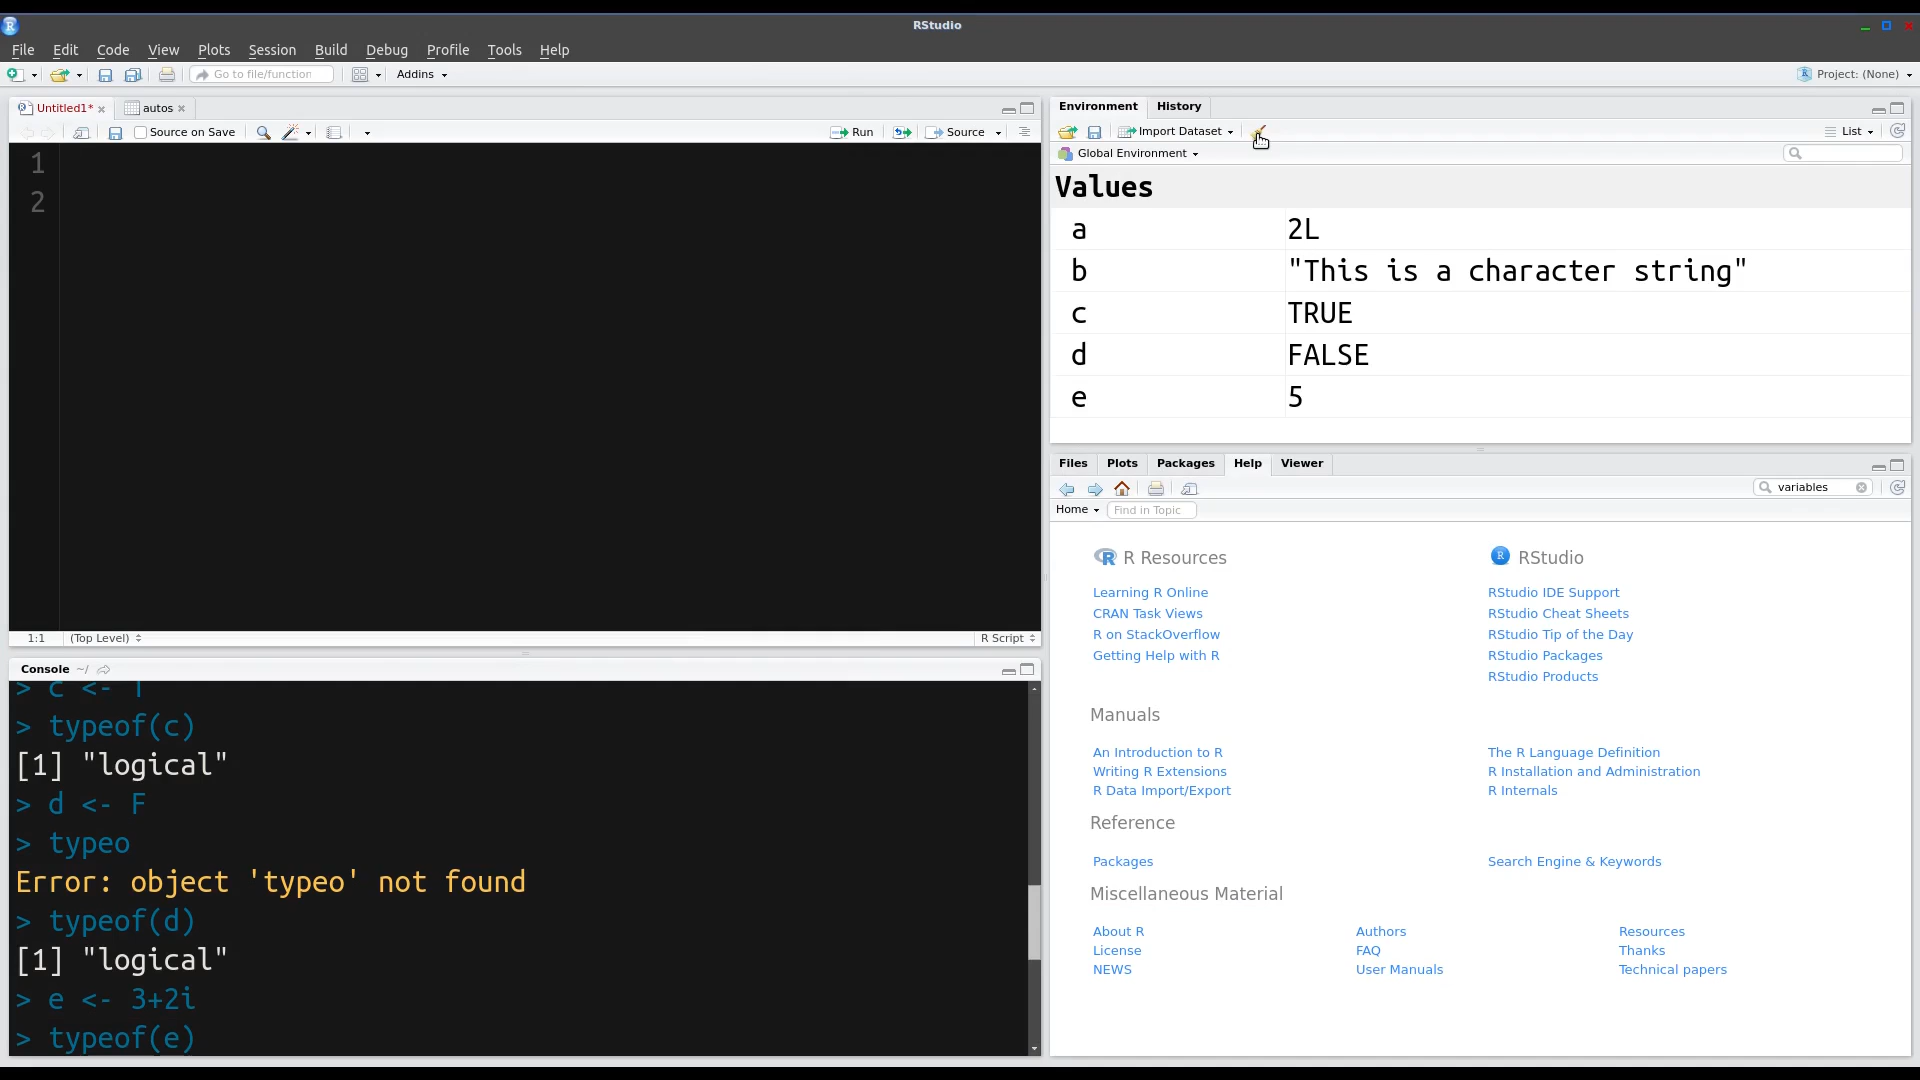 RStudio
File Edit Code View Plots Session Build Debug Profile Tools Help
Go to file/function Addins Project: (None)
Untitled1* autos
Source on Save Run Source
1
2
1:1 (Top Level) R Script
Console ~/
> c <- T
> typeof(c)
[1] "logical"
> d <- F
> typeo
Error: object 'typeo' not found
> typeof(d)
[1] "logical"
> e <- 3+2i
> typeof(e)
Environment History
Import Dataset List
Global Environment
Values
a 2L
b "This is a character string"
c TRUE
d FALSE
e 5
Files Plots Packages Help Viewer
variables
Home Find in Topic
R Resources
Learning R Online
CRAN Task Views
R on StackOverflow
Getting Help with R
RStudio
RStudio IDE Support
RStudio Cheat Sheets
RStudio Tip of the Day
RStudio Packages
RStudio Products
Manuals
An Introduction to R The R Language Definition
Writing R Extensions R Installation and Administration
R Data Import/Export R Internals
Reference
Packages Search Engine & Keywords
Miscellaneous Material
About R Authors Resources
License FAQ Thanks
NEWS User Manuals Technical papers